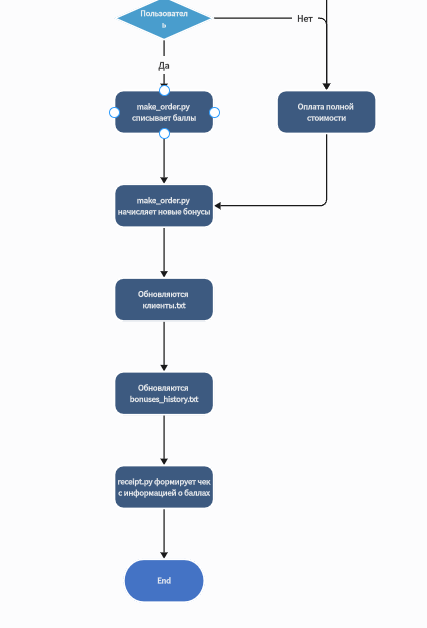 Пользовател
ь
Нет
Да
make_order.py
списывает баллы
Оплата полной
стоимости
make_order.py
начисляет новые бонусы
Обновляются
клиенты.txt
Обновляются
bonuses_history.txt
receipt.py формирует чек
с информацией о баллах
End